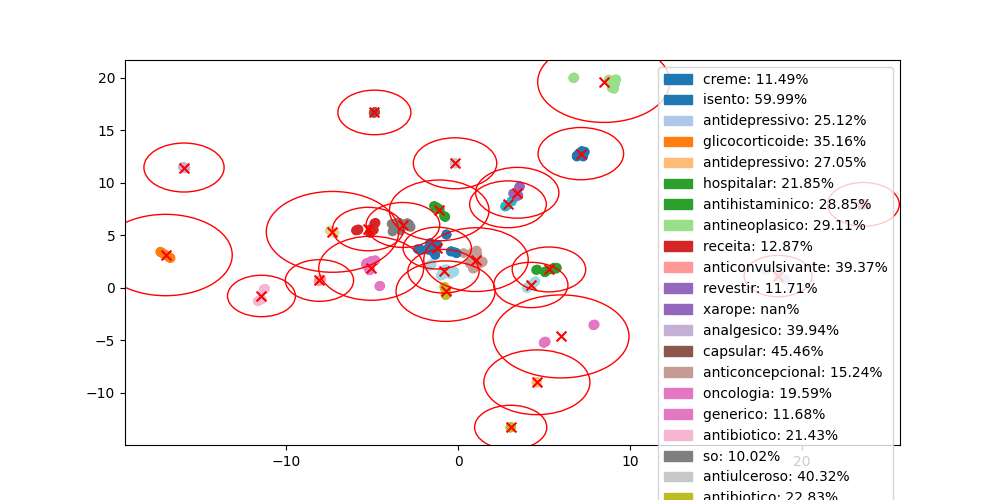 20
15
10
5
0
−5
−10
−10
0
10
20
creme: 11.49%
isento: 59.99%
antidepressivo: 25.12%
glicocorticoide: 35.16%
antidepressivo: 27.05%
hospitalar: 21.85%
antihistaminico: 28.85%
antineoplasico: 29.11%
receita: 12.87%
anticonvulsivante: 39.37%
revestir: 11.71%
xarope: nan%
analgesico: 39.94%
capsular: 45.46%
anticoncepcional: 15.24%
oncologia: 19.59%
generico: 11.68%
antibiotico: 21.43%
so: 10.02%
antiulceroso: 40.32%
antibiotico: 22.83%